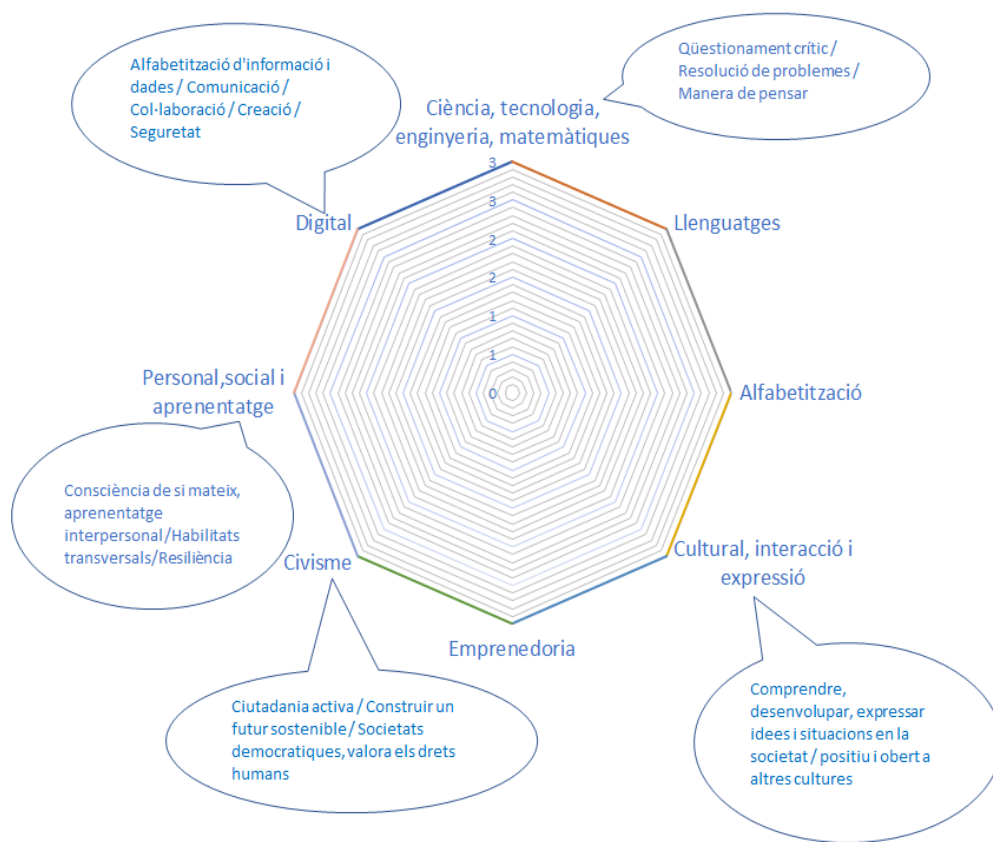 Alfabetització d'informació i
dades / Comunicació /
Col·laboració / Creació /
Seguretat
Qüestionament crític /
Resolució de problemes /
Manera de pensar
Ciència, tecnologia,
enginyeria, matemàtiques
3
3
2
2
1
1
0
Digital
Llenguatges
Personal,social i
aprenentatge
Alfabetització
Consciència de si mateix,
aprenentatge
interpersonal/Habilitats
transversals/Resiliència
Civisme
Cultural, interacció i
expressió
Emprenedoria
Ciutadania activa / Construir un
futur sostenible / Societats
democratiques, valora els drets
humans
Comprendre,
desenvolupar, expressar
idees i situacions en la
societat / positiu i obert a
altres cultures